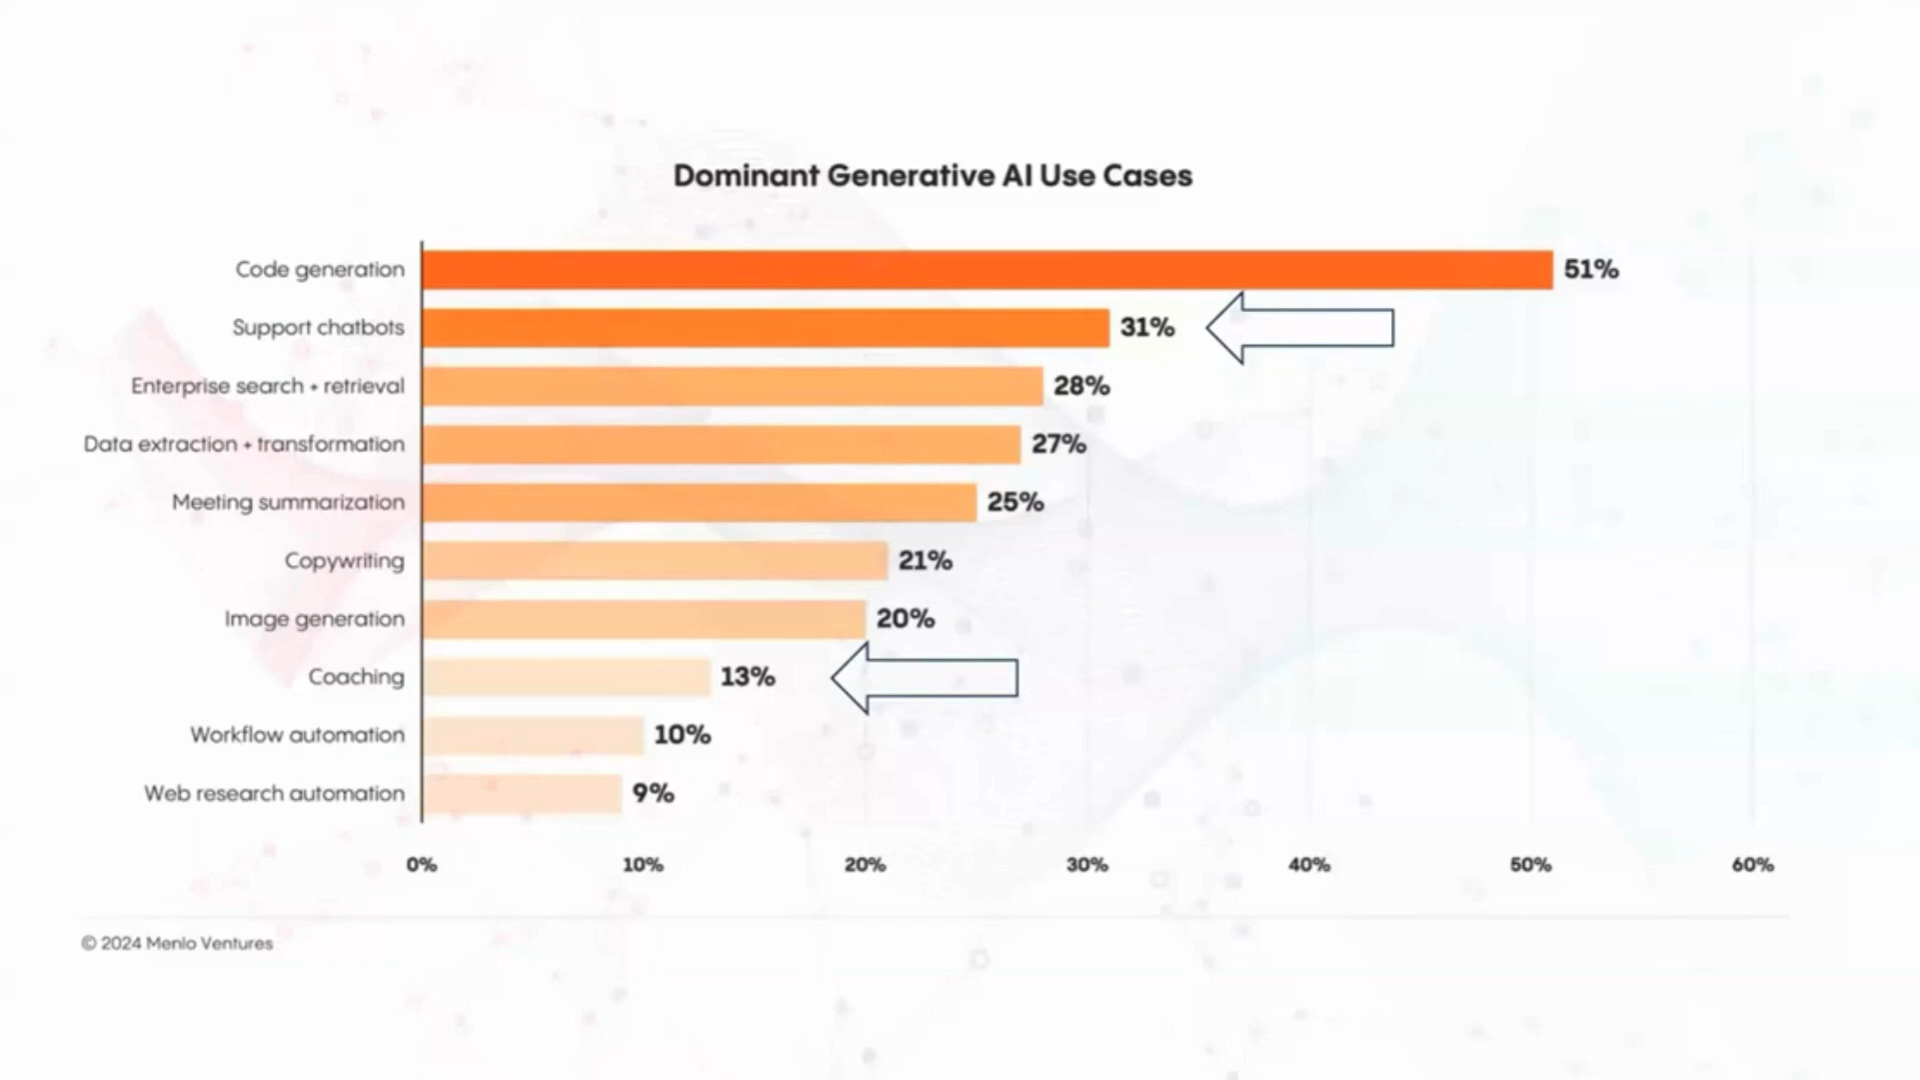 Dominant Generative AI Use Cases
Code generation 51%
Support chatbots 31%
Enterprise search + retrieval 28%
Data extraction + transformation 27%
Meeting summarization 25%
Copywriting 21%
Image generation 20%
Coaching 13%
Workflow automation 10%
Web research automation 9%
0% 10% 20% 30% 40% 50% 60%
© 2024 Menlo Ventures